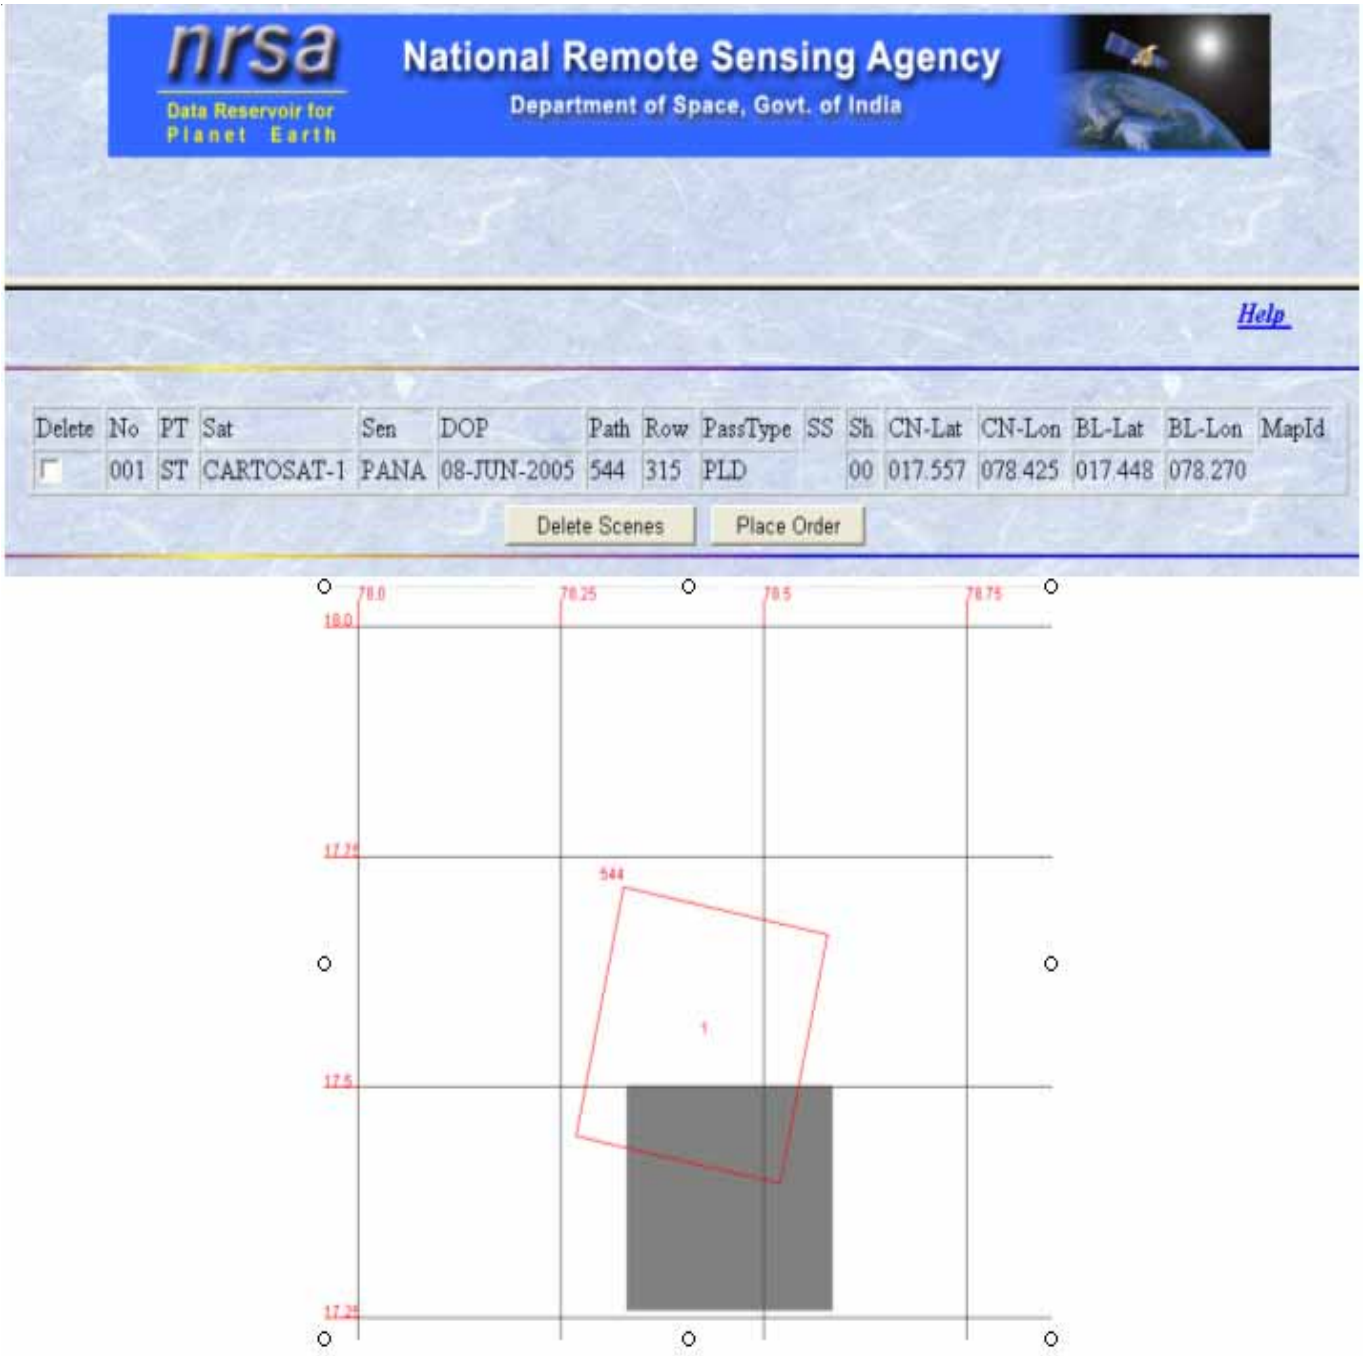 nrsa
Data Reservoir for
Planet Earth
National Remote Sensing Agency
Department of Space, Govt. of India
Help
Delete No PT Sat Sen DOP Path Row PassType SS Sh CN-Lat CN-Lon BL-Lat BL-Lon MapId
001 ST CARTOSAT-1 PANA 08-JUN-2005 544 315 PLD 00 017.557 078.425 017.448 078.270
Delete Scenes Place Order
78.0 78.25 78.5 78.75
18.0
17.75
544
1
17.5
17.25